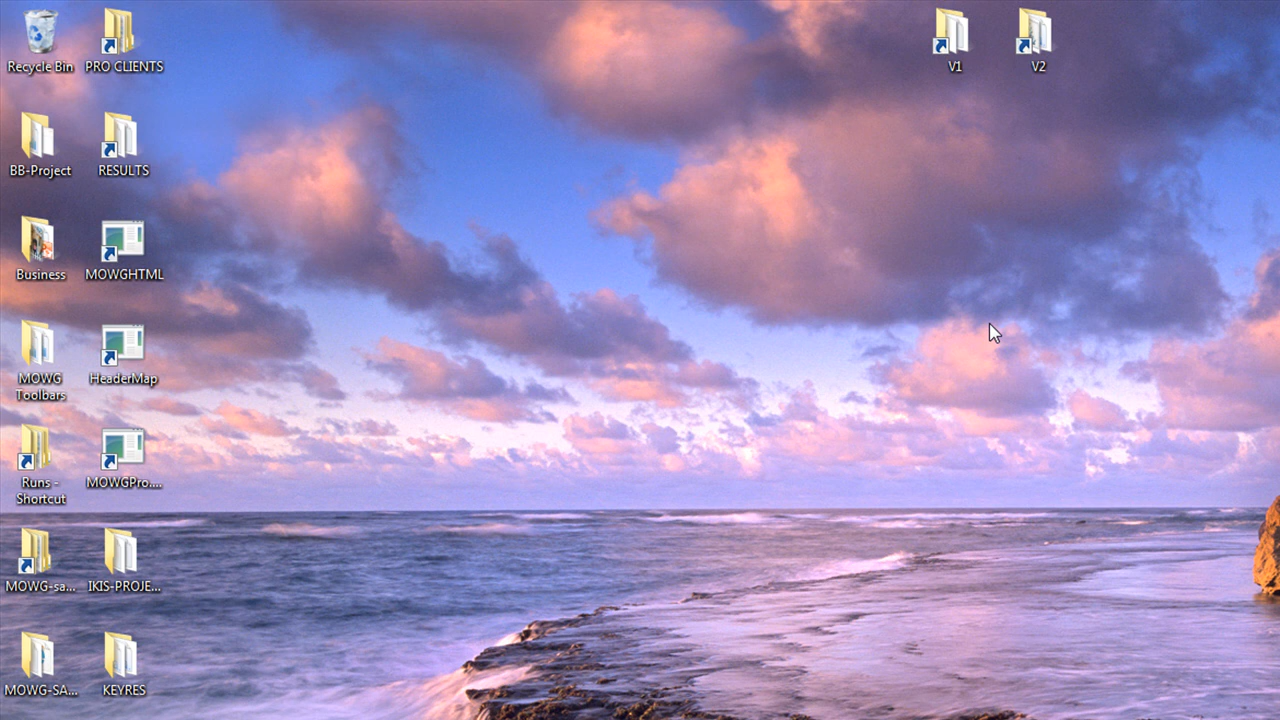 Recycle Bin
PRO CLIENTS
V1
V2
BB-Project
RESULTS
Business
MOWGHTML
MOWG
Toolbars
HeaderMap
Runs -
Shortcut
MOWGPro....
MOWG-sa...
IKIS-PROJE...
MOWG-SA...
KEYRES